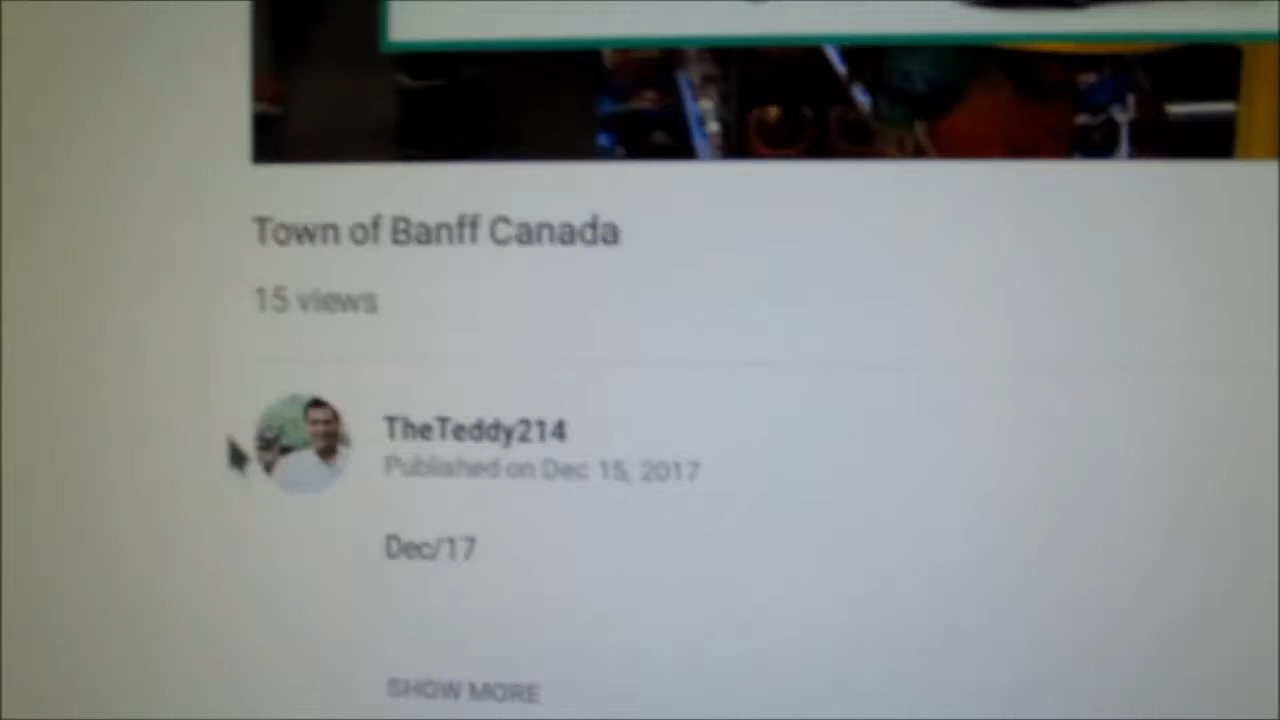 Town of Banff Canada
15 views
TheTeddy214
Published on Dec 15, 2017
Dec/17
SHOW MORE